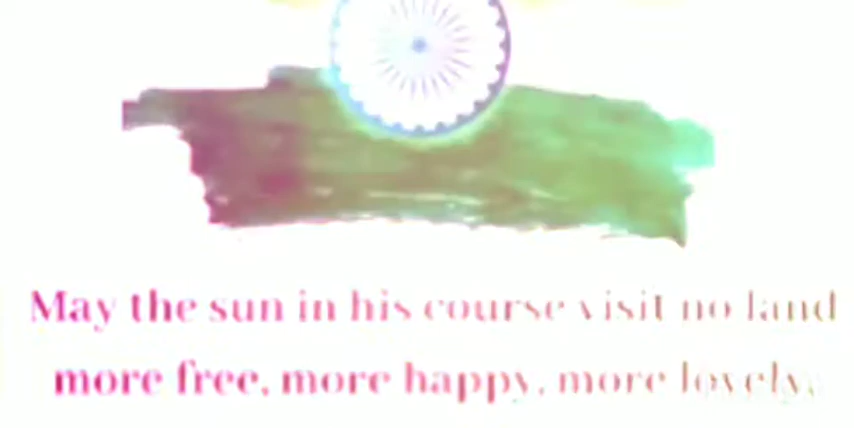 May the sun in his course visit no land
more free, more happy, more lovely,